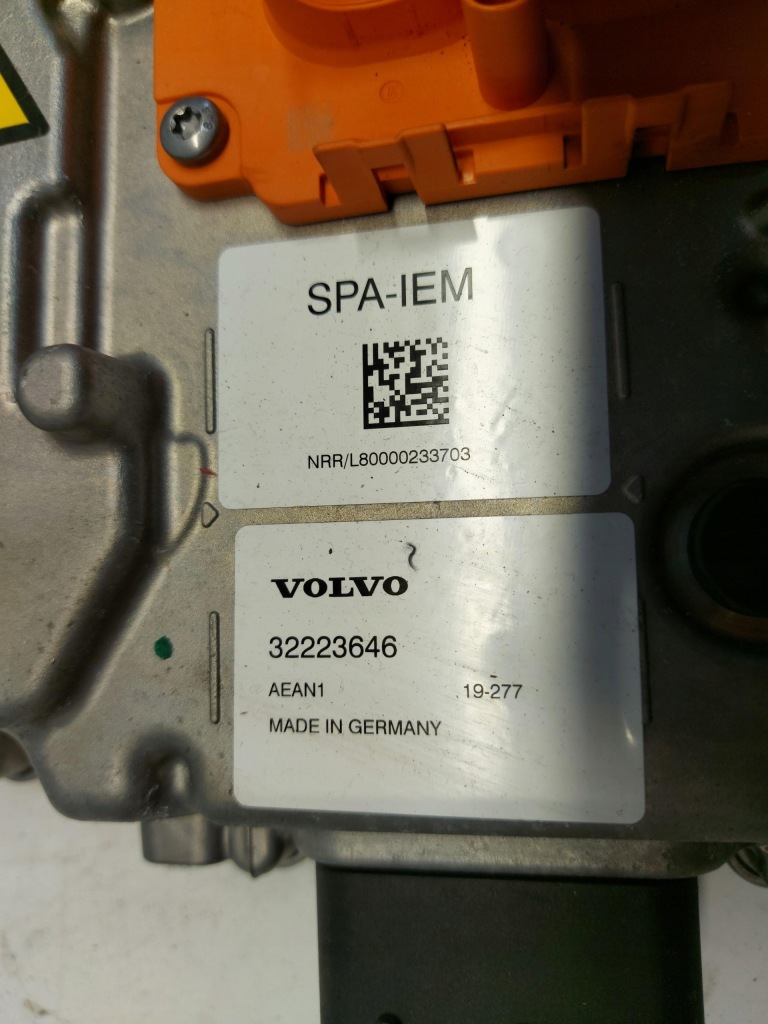 SPA-IEM
NRR/L80000233703
VOLVO
32223646
AEAN1 19-277
MADE IN GERMANY